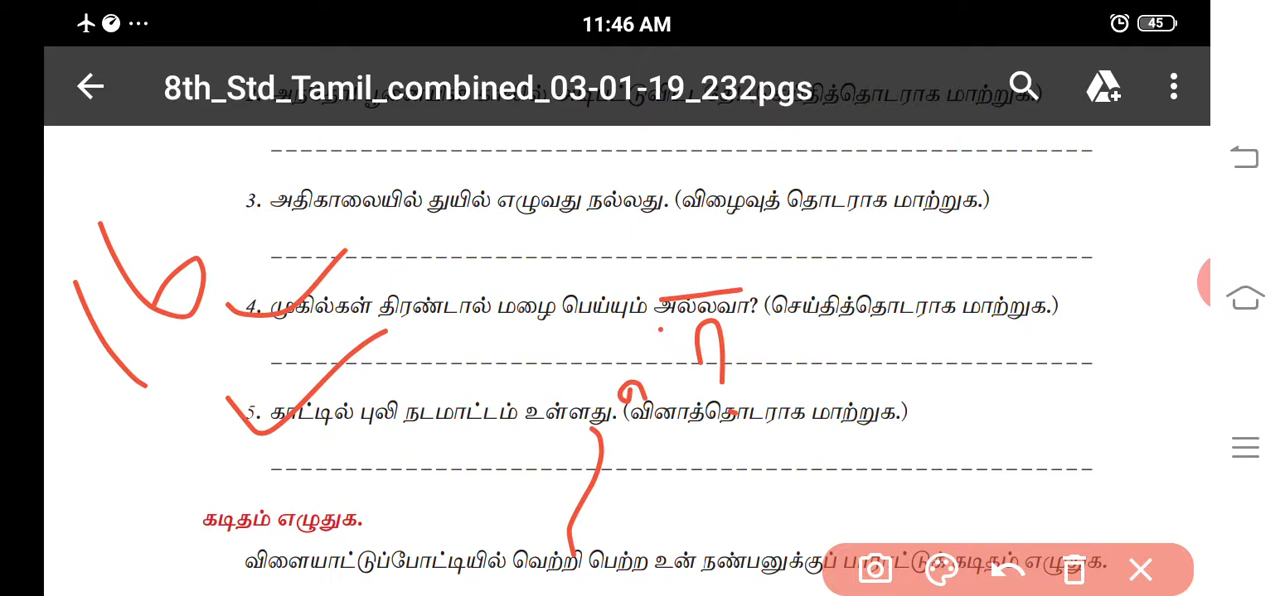 11:46 AM
45
8th_Std_Tamil_combined_03-01-19_232pgs
3. அதிகாலையில் துயில் எழுவது நல்லது. (விழைவுத் தொடராக மாற்றுக.)
4. முகில்கள் திரண்டால் மழை பெய்யும் அல்லவா? (செய்தித்தொடராக மாற்றுக.)
5. காட்டில் புலி நடமாட்டம் உள்ளது. (வினாத்தொடராக மாற்றுக.)
கடிதம் எழுதுக.
விளையாட்டுப்போட்டியில் வெற்றி பெற்ற உன் நண்பனுக்குப் பாராட்டுக் கடிதம் எழுதுக.